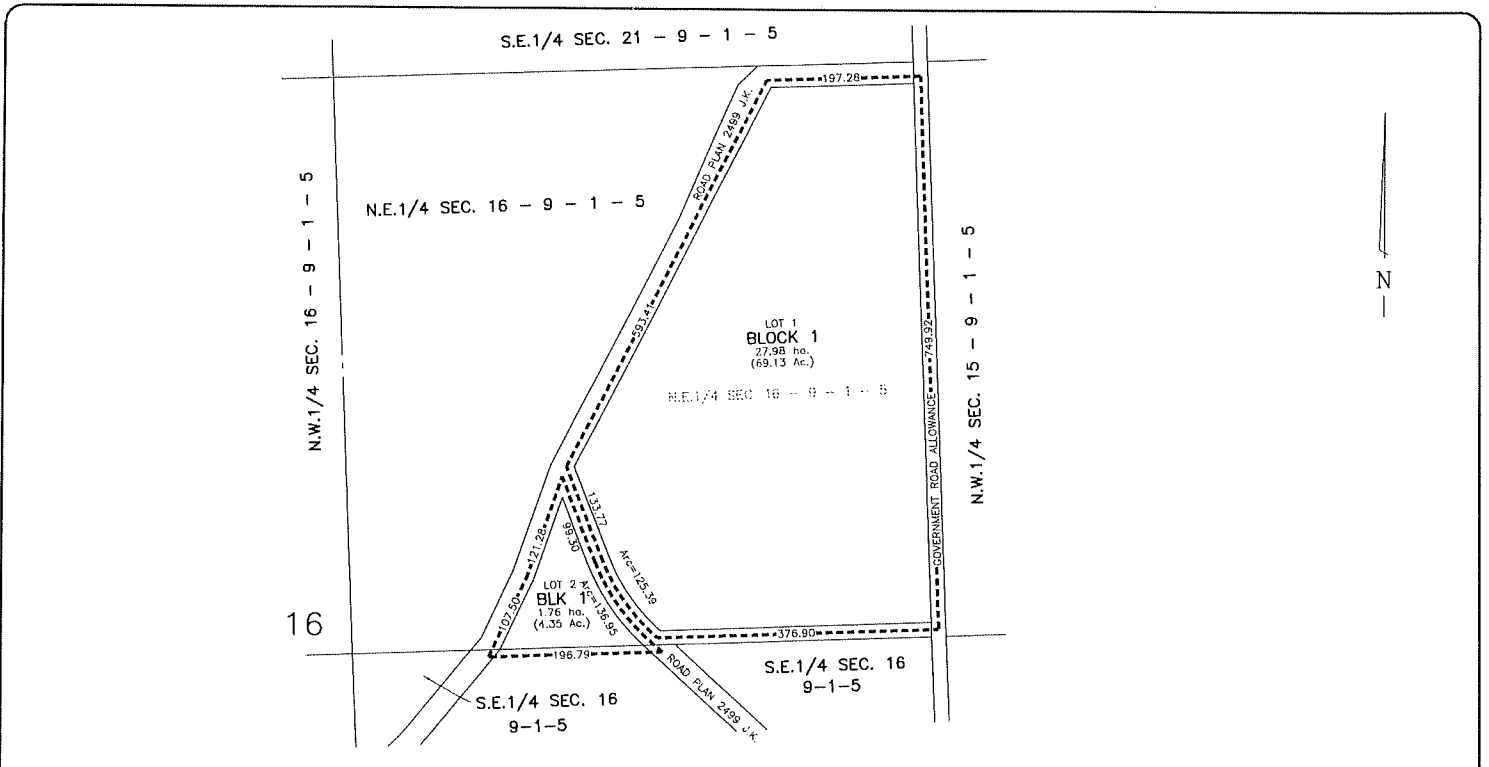 S.E.1/4 SEC. 21 – 9 – 1 – 5
197.28
ROAD PLAN 2499 J.K.
N.W.1/4 SEC. 16 – 9 – 1 – 5
N.E.1/4 SEC. 16 – 9 – 1 – 5
593.41
LOT 1
BLOCK 1
27.98 ha.
(69.13 Ac.)
N.E.1/4 SEC 16 – 9 – 1 – 5
749.92
GOVERNMENT ROAD ALLOWANCE
N.W.1/4 SEC. 15 – 9 – 1 – 5
N
133.77
99.30
121.28
Arc=125.39
Arc=136.95
107.50
LOT 2
BLK 1
1.76 ha.
(4.35 Ac.)
16
376.90
196.79
ROAD PLAN 2499 J.K.
S.E.1/4 SEC. 16
9–1–5
S.E.1/4 SEC. 16
9–1–5